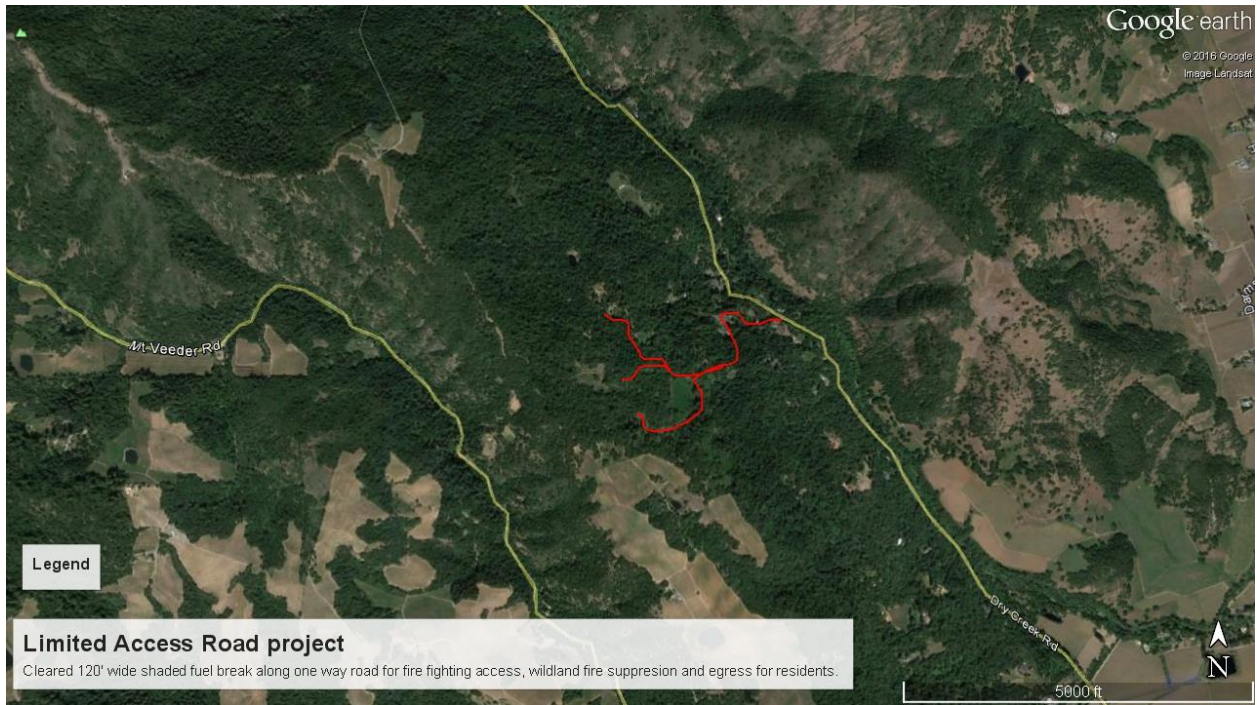 Google earth
© 2016 Google
Image Landsat
Mt Veeder Rd
Legend
Dry Creek Rd
Limited Access Road project
Cleared 120' wide shaded fuel break along one way road for fire fighting access, wildland fire suppresion and egress for residents.
N
5000 ft